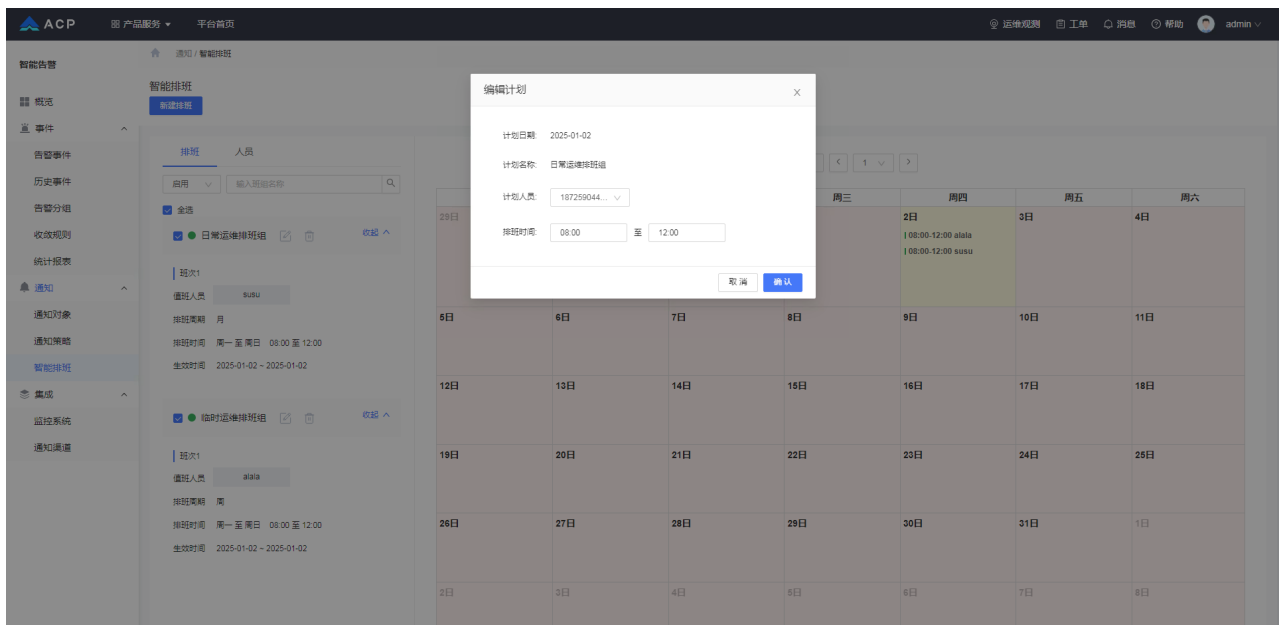 ACP 产品服务 平台首页 运维观测 工单 消息 帮助 admin
智能告警
概览
事件
告警事件
历史事件
告警分组
收敛规则
统计报表
通知
通知对象
通知策略
智能排班
集成
监控系统
通知渠道
通知 / 智能排班
智能排班
新建排班
排班 人员
启用 输入班组名称
全选
日常运维排班组 收起
班次1
值班人员 susu
排班周期 月
排班时间 周一 至 周日 08:00 至 12:00
生效时间 2025-01-02 ~ 2025-01-02
临时运维排班组 收起
班次1
值班人员 alala
排班周期 周
排班时间 周一 至 周日 08:00 至 12:00
生效时间 2025-01-02 ~ 2025-01-02
编辑计划
计划日期: 2025-01-02
计划名称: 日常运维排班组
计划人员: 187259044...
排班时间: 08:00 至 12:00
取消 确认
1
周三 周四 周五 周六
29日 2日 3日 4日
| 08:00-12:00 alala
| 08:00-12:00 susu
5日 6日 7日 8日 9日 10日 11日
12日 13日 14日 15日 16日 17日 18日
19日 20日 21日 22日 23日 24日 25日
26日 27日 28日 29日 30日 31日 1日
2日 3日 4日 5日 6日 7日 8日